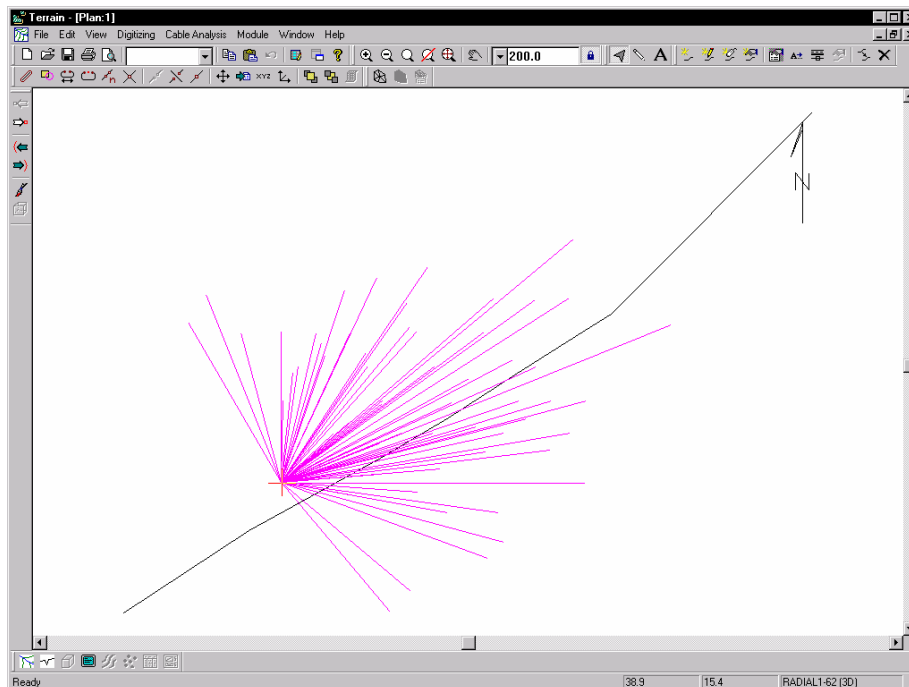 Terrain - [Plan:1]
File Edit View Digitizing Cable Analysis Module Window Help
200.0 A
XYZ
N
Ready 38.9 15.4 RADIAL1-62 (3D)